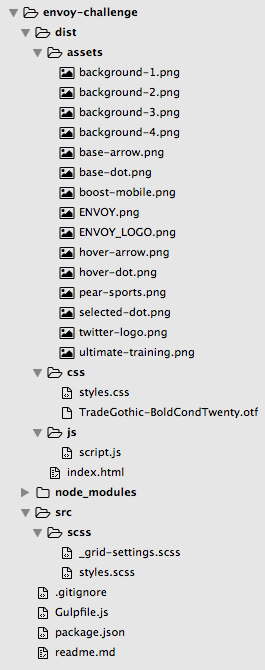 envoy-challenge
dist
assets
background-1.png
background-2.png
background-3.png
background-4.png
base-arrow.png
base-dot.png
boost-mobile.png
ENVOY.png
ENVOY_LOGO.png
hover-arrow.png
hover-dot.png
pear-sports.png
selected-dot.png
twitter-logo.png
ultimate-training.png
css
styles.css
TradeGothic-BoldCondTwenty.otf
js
script.js
index.html
node_modules
src
scss
_grid-settings.scss
styles.scss
.gitignore
Gulpfile.js
package.json
readme.md